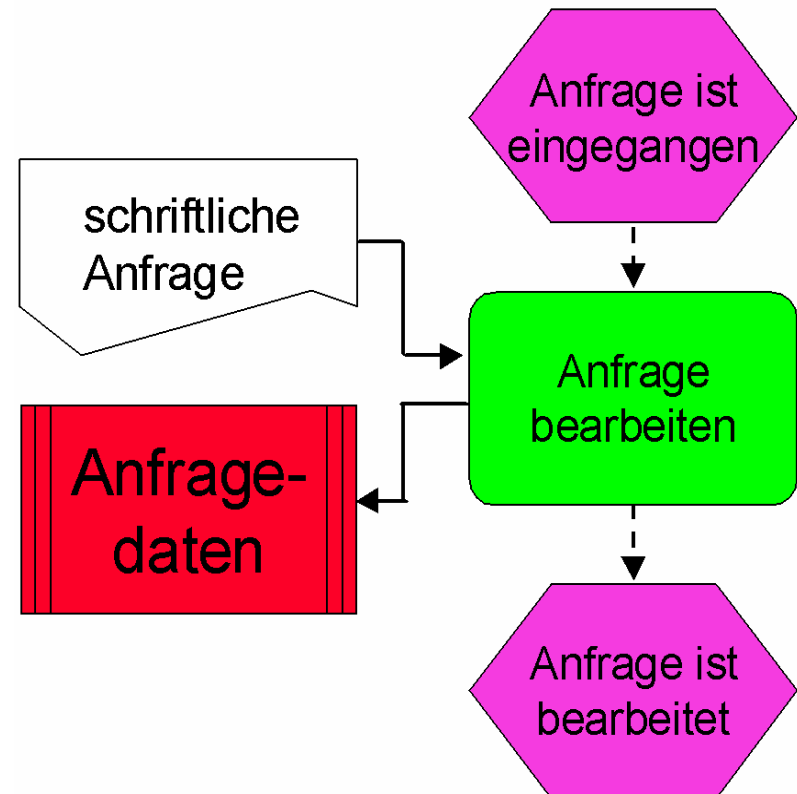 Anfrage ist
eingegangen
schriftliche
Anfrage
Anfrage
bearbeiten
Anfrage-
daten
Anfrage ist
bearbeitet